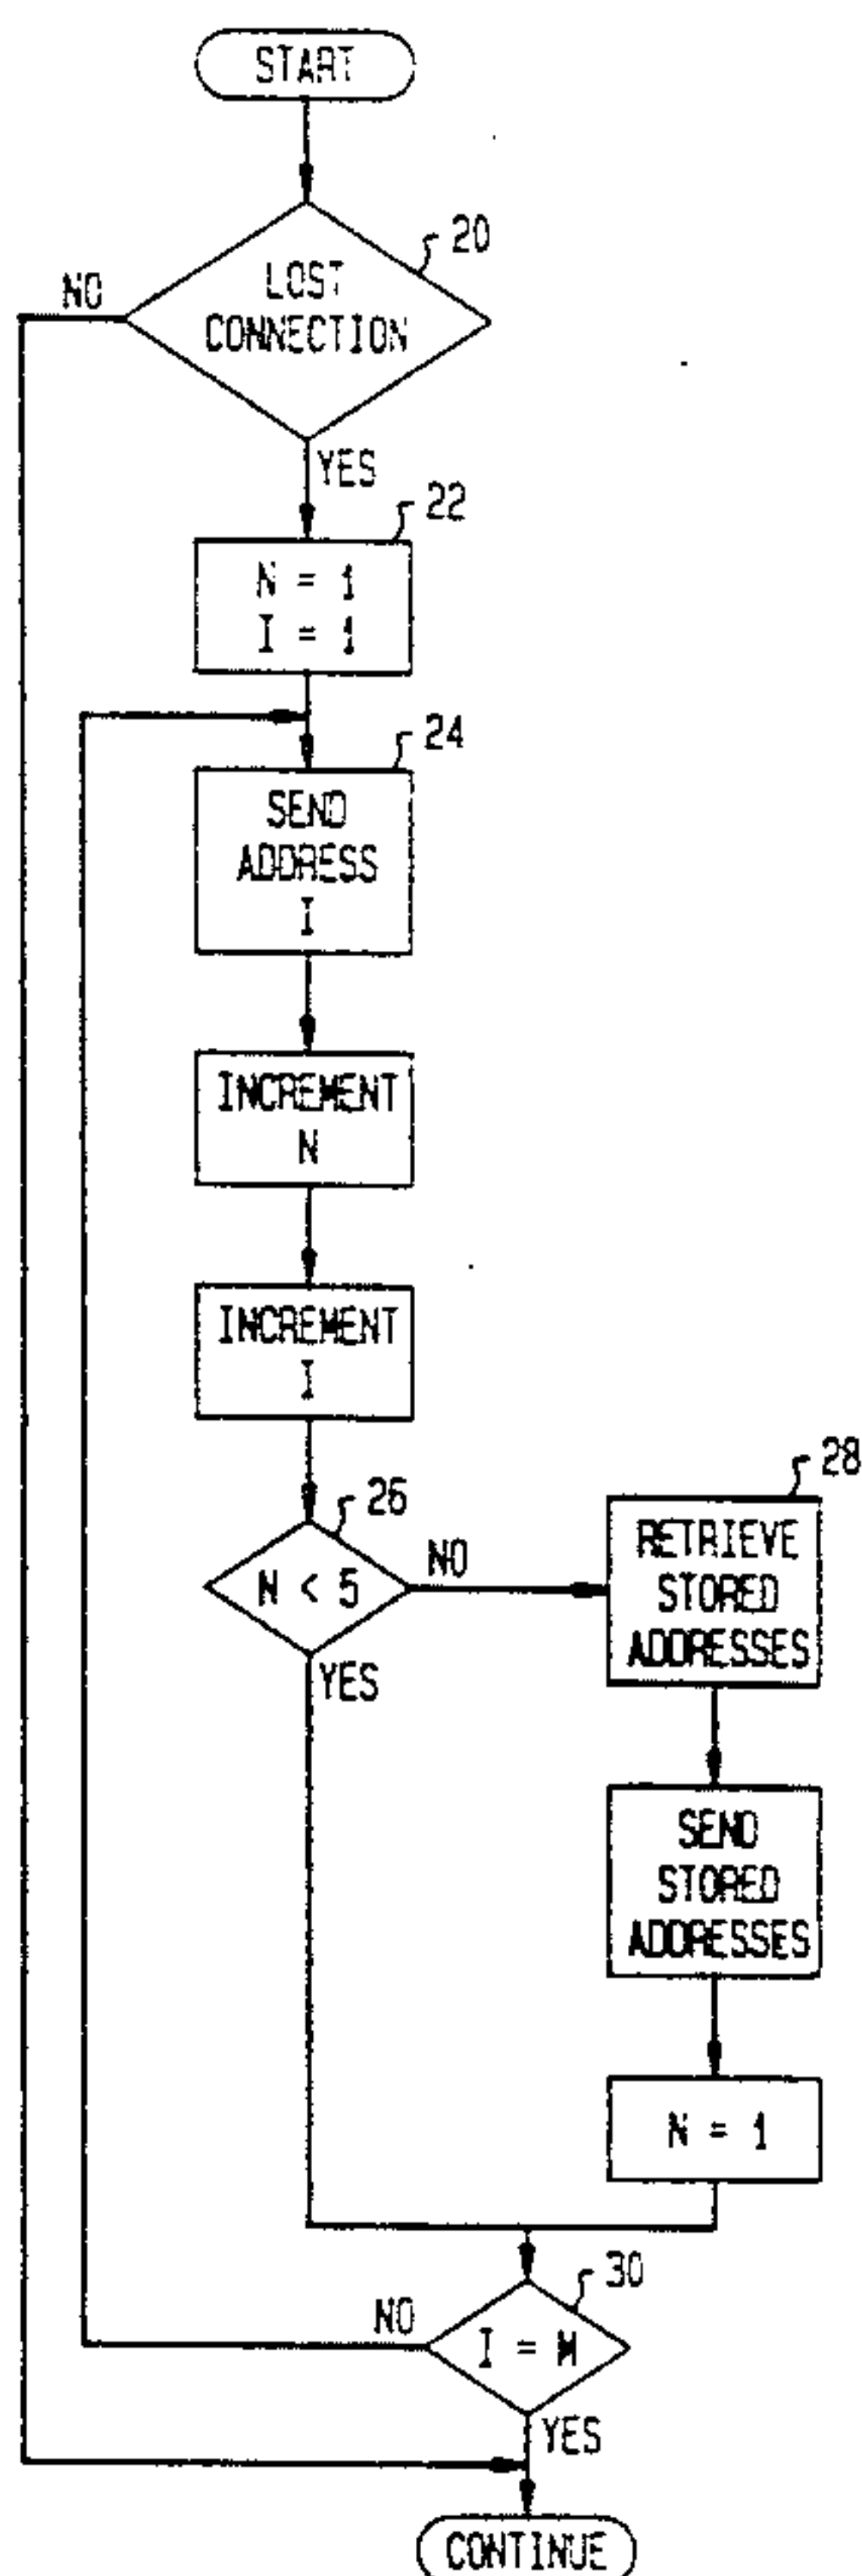 START
20
LOST
CONNECTION
NO
YES
22
N = 1
I = 1
24
SEND
ADDRESS
I
INCREMENT
N
INCREMENT
I
26
N < 5
NO
YES
28
RETRIEVE
STORED
ADDRESSES
SEND
STORED
ADDRESSES
N = 1
30
I = M
NO
YES
CONTINUE